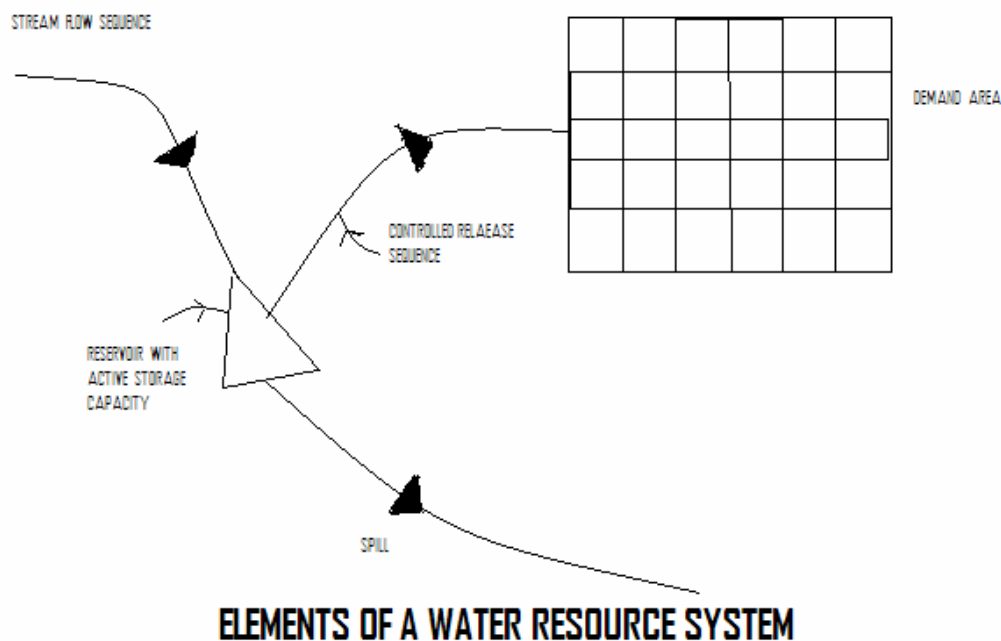 STREAM FLOW SEQUENCE
DEMAND AREA
CONTROLLED RELAEASE
SEQUENCE
RESERVOIR WITH
ACTIVE STORAGE
CAPACITY
SPILL
ELEMENTS OF A WATER RESOURCE SYSTEM